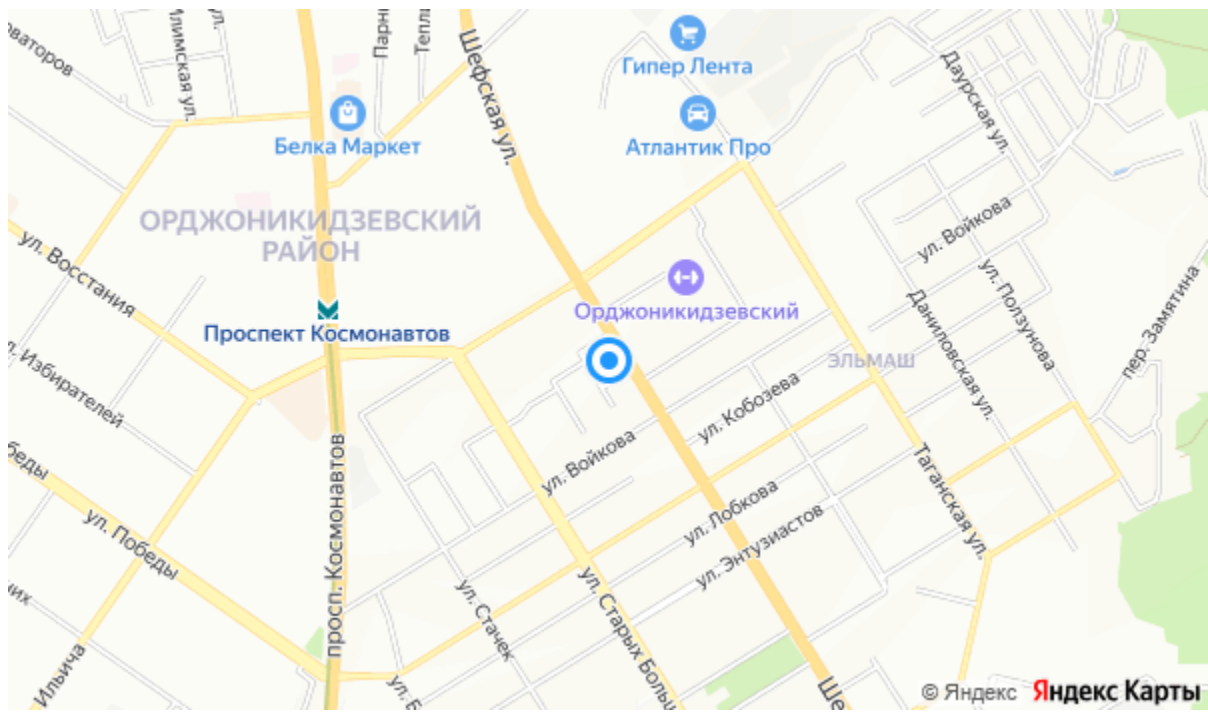 Илимская ул.
Шефская ул.
Гипер Лента
Даурская ул.
Белка Маркет
Атлантик Про
ОРДЖОНИКИДЗЕВСКИЙ
РАЙОН
ул. Войкова
ул. Восстания
ул. Ползунова
пер. Замятина
Орджоникидзевский
Проспект Космонавтов
Даниловская ул.
ЭЛЬМАШ
ул. Кобозева
ул. Войкова
просп. Космонавтов
Таганская ул.
ул. Лобкова
ул. Победы
ул. Энтузиастов
ул. Стачек
Ильича
© Яндекс Яндекс Карты